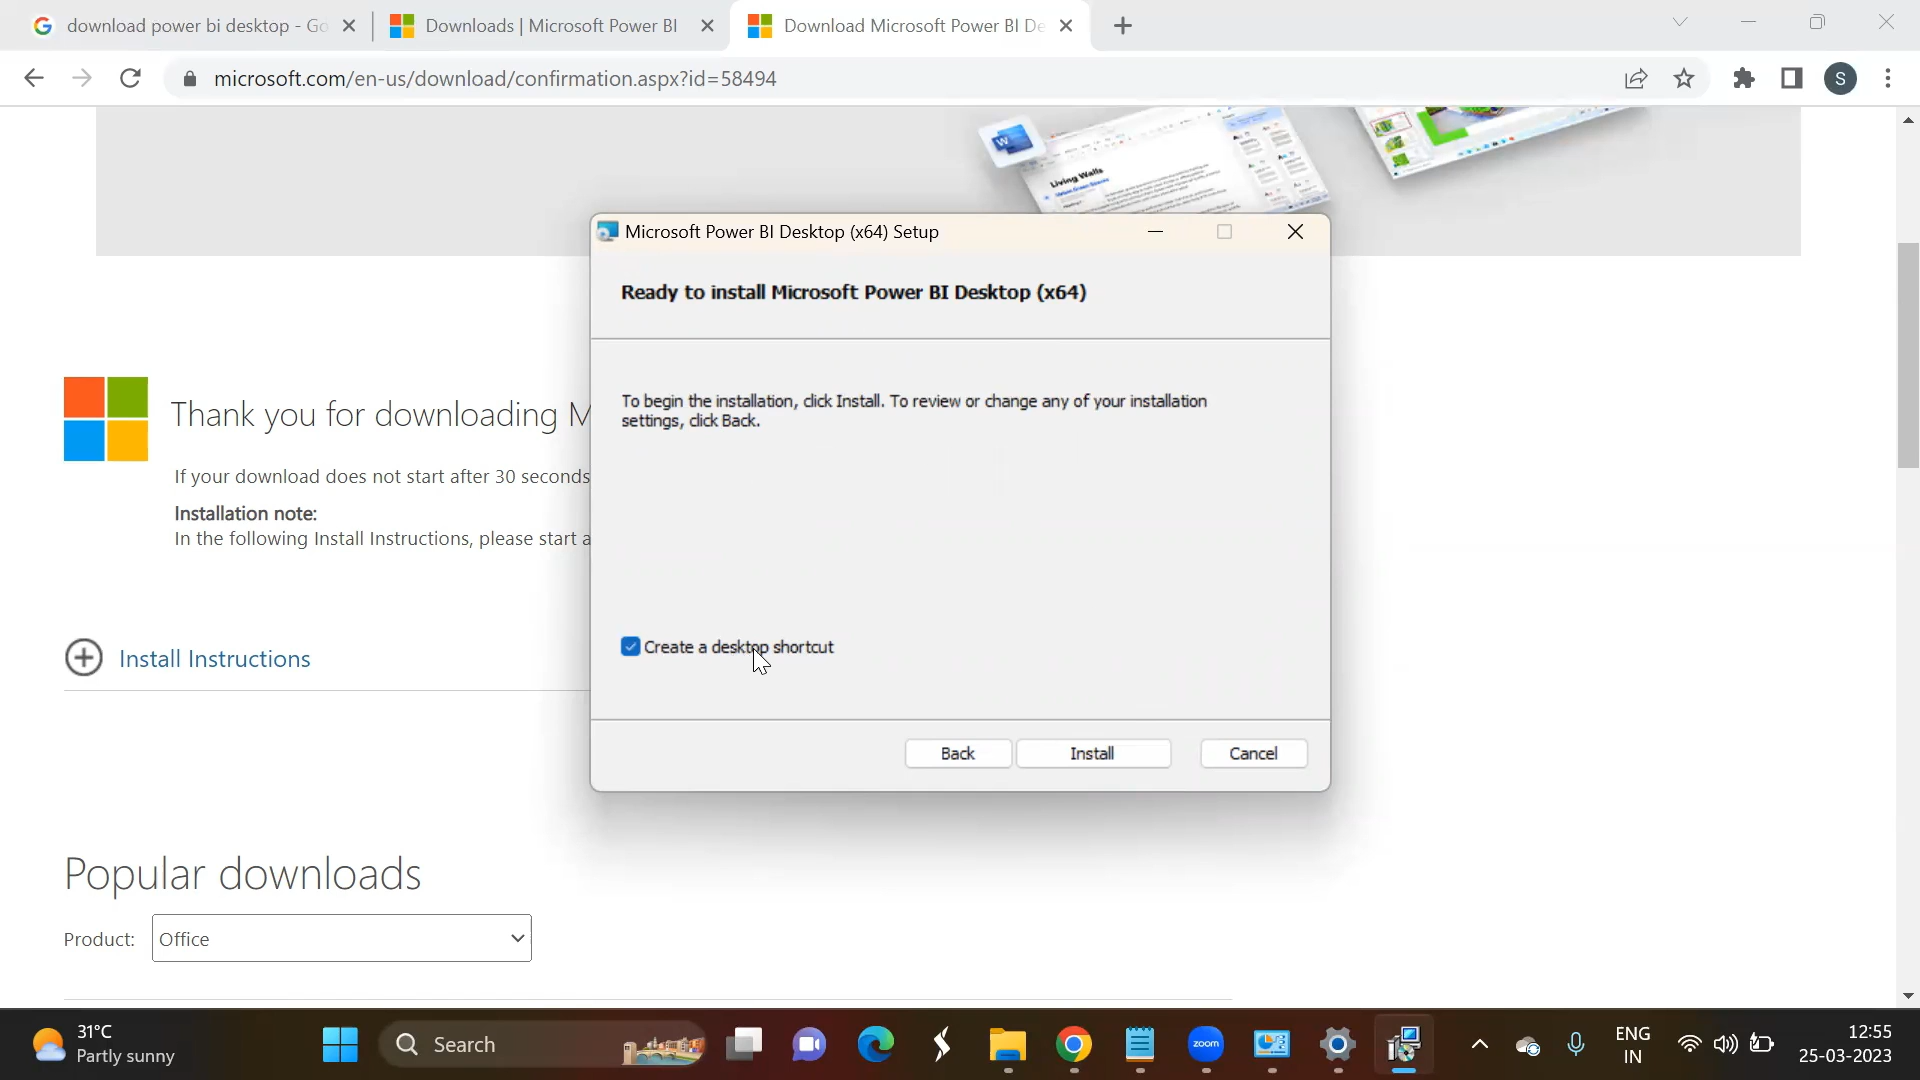 download power bi desktop - Go
Downloads | Microsoft Power BI
Download Microsoft Power BI De
microsoft.com/en-us/download/confirmation.aspx?id=58494
S
Living Walls
Microsoft Power BI Desktop (x64) Setup
Ready to install Microsoft Power BI Desktop (x64)
To begin the installation, click Install. To review or change any of your installation
settings, click Back.
Create a desktop shortcut
Back
Install
Cancel
Thank you for downloading M
If your download does not start after 30 seconds
Installation note:
In the following Install Instructions, please start a
Install Instructions
Popular downloads
Product:
Office
31°C
Partly sunny
Search
zoom
ENG
IN
12:55
25-03-2023